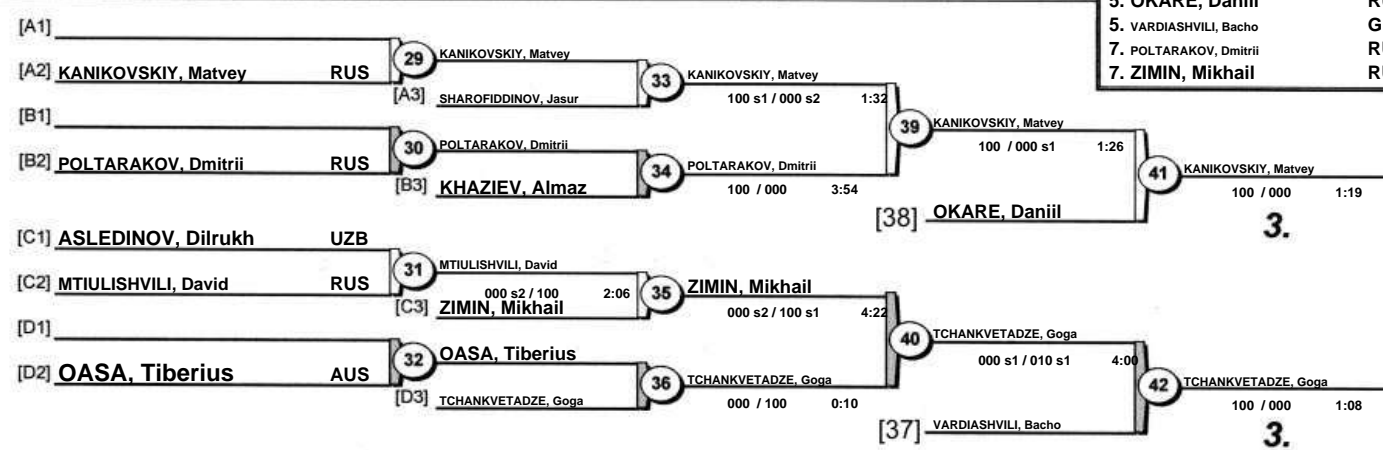 5. OKARE, Daniil
5. VARDIASHVILI, Bacho G
7. POLTARAKOV, Dmitrii
7. ZIMIN, Mikhail
[A1]
[A2] KANIKOVSKIY, Matvey RUS
29
KANIKOVSKIY, Matvey
[A3] SHAROFIDDINOV, Jasur
33
KANIKOVSKIY, Matvey
100 s1 / 000 s2 1:32
[B1]
[B2] POLTARAKOV, Dmitrii RUS
30
POLTARAKOV, Dmitrii
[B3] KHAZIEV, Almaz
34
POLTARAKOV, Dmitrii
100 / 000 3:54
39
KANIKOVSKIY, Matvey
100 / 000 s1 1:26
[38] OKARE, Daniil
41
KANIKOVSKIY, Matvey
100 / 000 1:19
3.
[C1] ASLEDINOV, Dilrukh UZB
[C2] MTIULISHVILI, David RUS
31
MTIULISHVILI, David
000 s2 / 100 2:06
[C3] ZIMIN, Mikhail
35
ZIMIN, Mikhail
000 s2 / 100 s1 4:22
[D1]
[D2] OASA, Tiberius AUS
32
OASA, Tiberius
[D3] TCHANKVETADZE, Goga
36
TCHANKVETADZE, Goga
000 / 100 0:10
40
TCHANKVETADZE, Goga
000 s1 / 010 s1 4:00
[37] VARDIASHVILI, Bacho
42
TCHANKVETADZE, Goga
100 / 000 1:08
3.